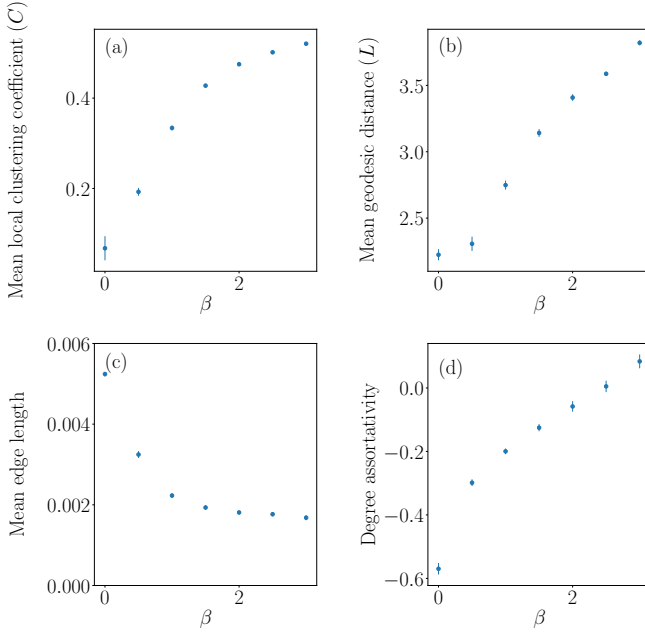 Mean local clustering coefficient (C)
(a)
0.4
0.2
0
2
β
Mean geodesic distance (L)
(b)
3.5
3.0
2.5
0
2
β
Mean edge length
(c)
0.006
0.004
0.002
0.000
0
2
β
Degree assortativity
(d)
0.0
−0.2
−0.4
−0.6
0
2
β